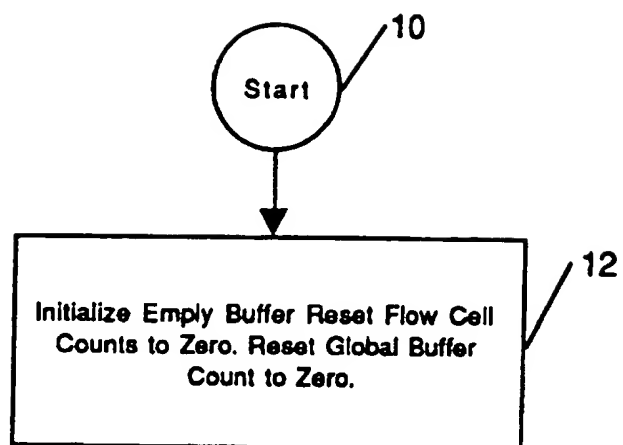 10
Start
12
Initialize Emply Buffer Reset Flow Cell
Counts to Zero. Reset Global Buffer
Count to Zero.